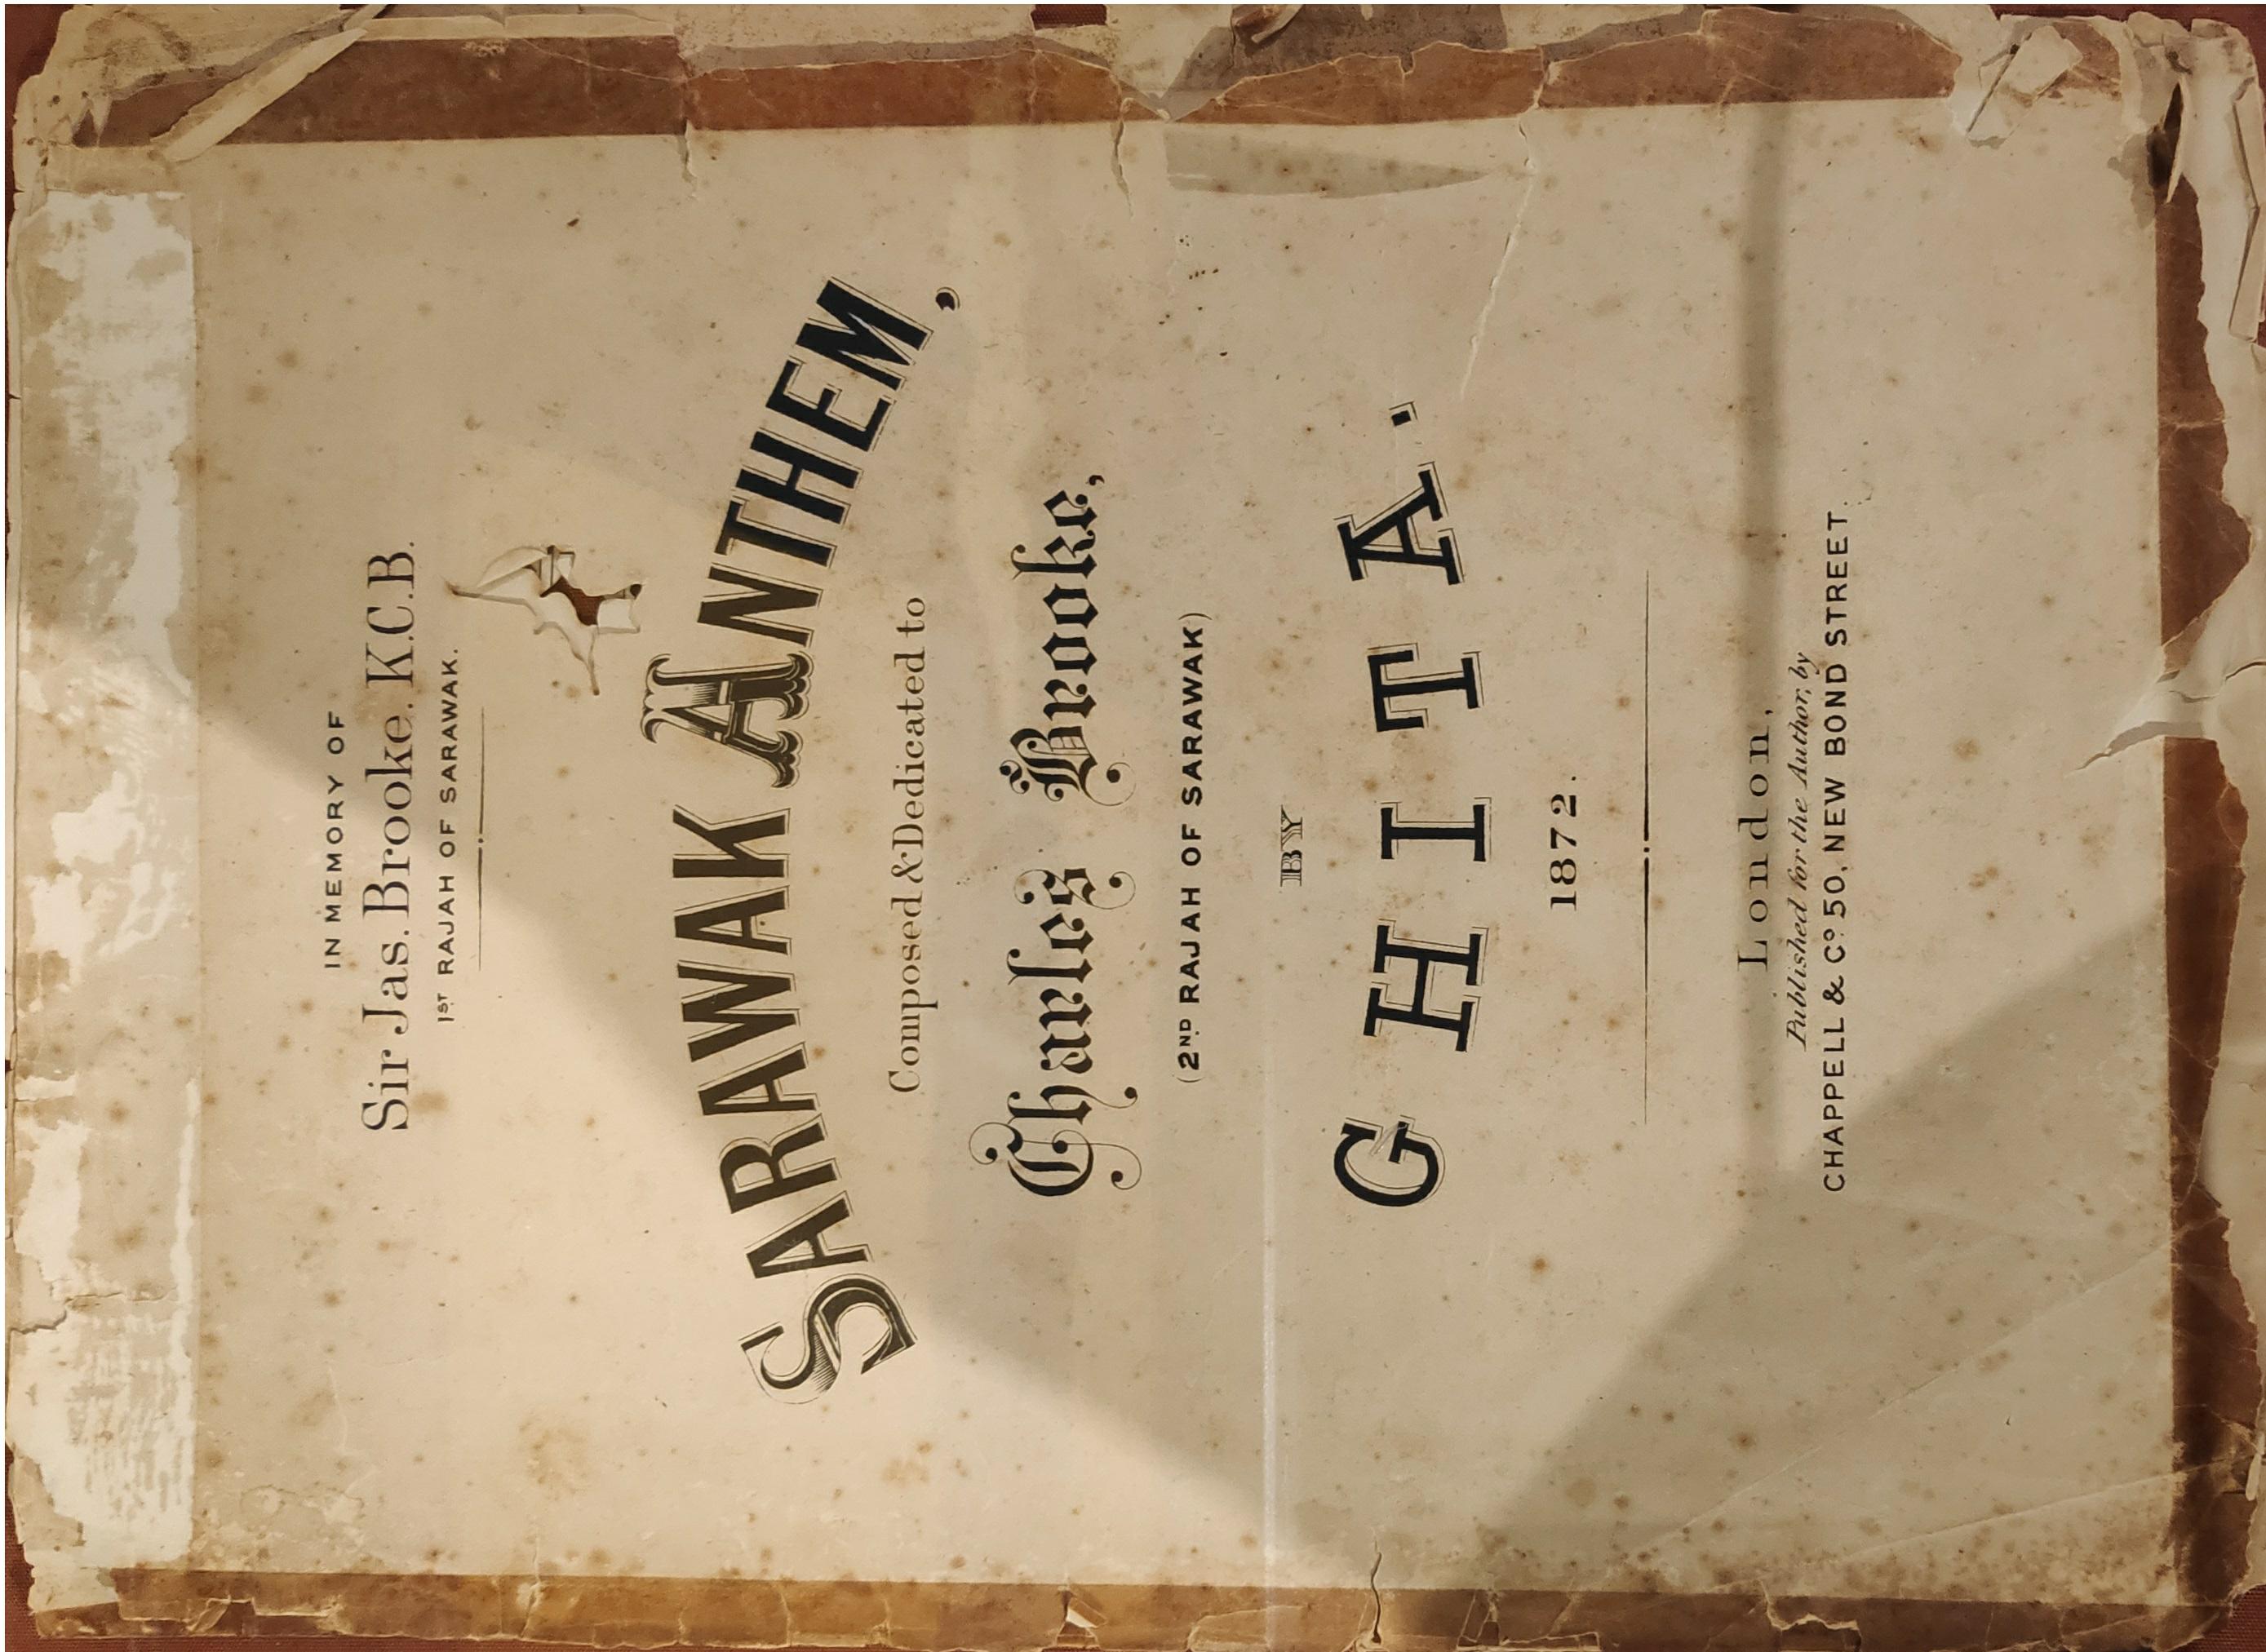 IN MEMORY OF
Sir Jas. Brooke. K.C.B.
1ST RAJAH OF SARAWAK.
SARAWAK ANTHEM,
Composed & Dedicated to
Charles Brooke,
(2ND RAJAH OF SARAWAK)
BY
GHITA.
1872.
London,
Published for the Author, by
CHAPPELL & Co. 50, NEW BOND STREET.